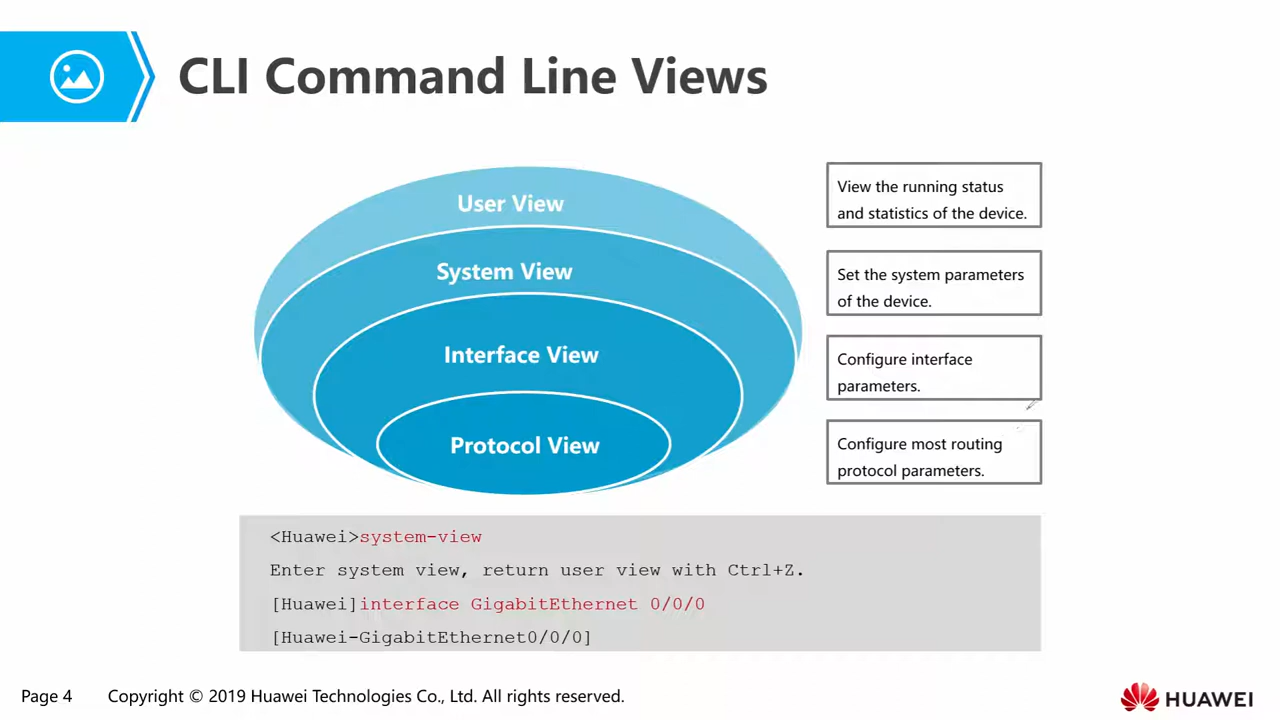 CLI Command Line Views
User View
System View
Interface View
Protocol View
View the running status
and statistics of the device.
Set the system parameters
of the device.
Configure interface
parameters.
Configure most routing
protocol parameters.
<Huawei>system-view
Enter system view, return user view with Ctrl+Z.
[Huawei]interface GigabitEthernet 0/0/0
[Huawei-GigabitEthernet0/0/0]
Page 4
Copyright © 2019 Huawei Technologies Co., Ltd. All rights reserved.
HUAWEI